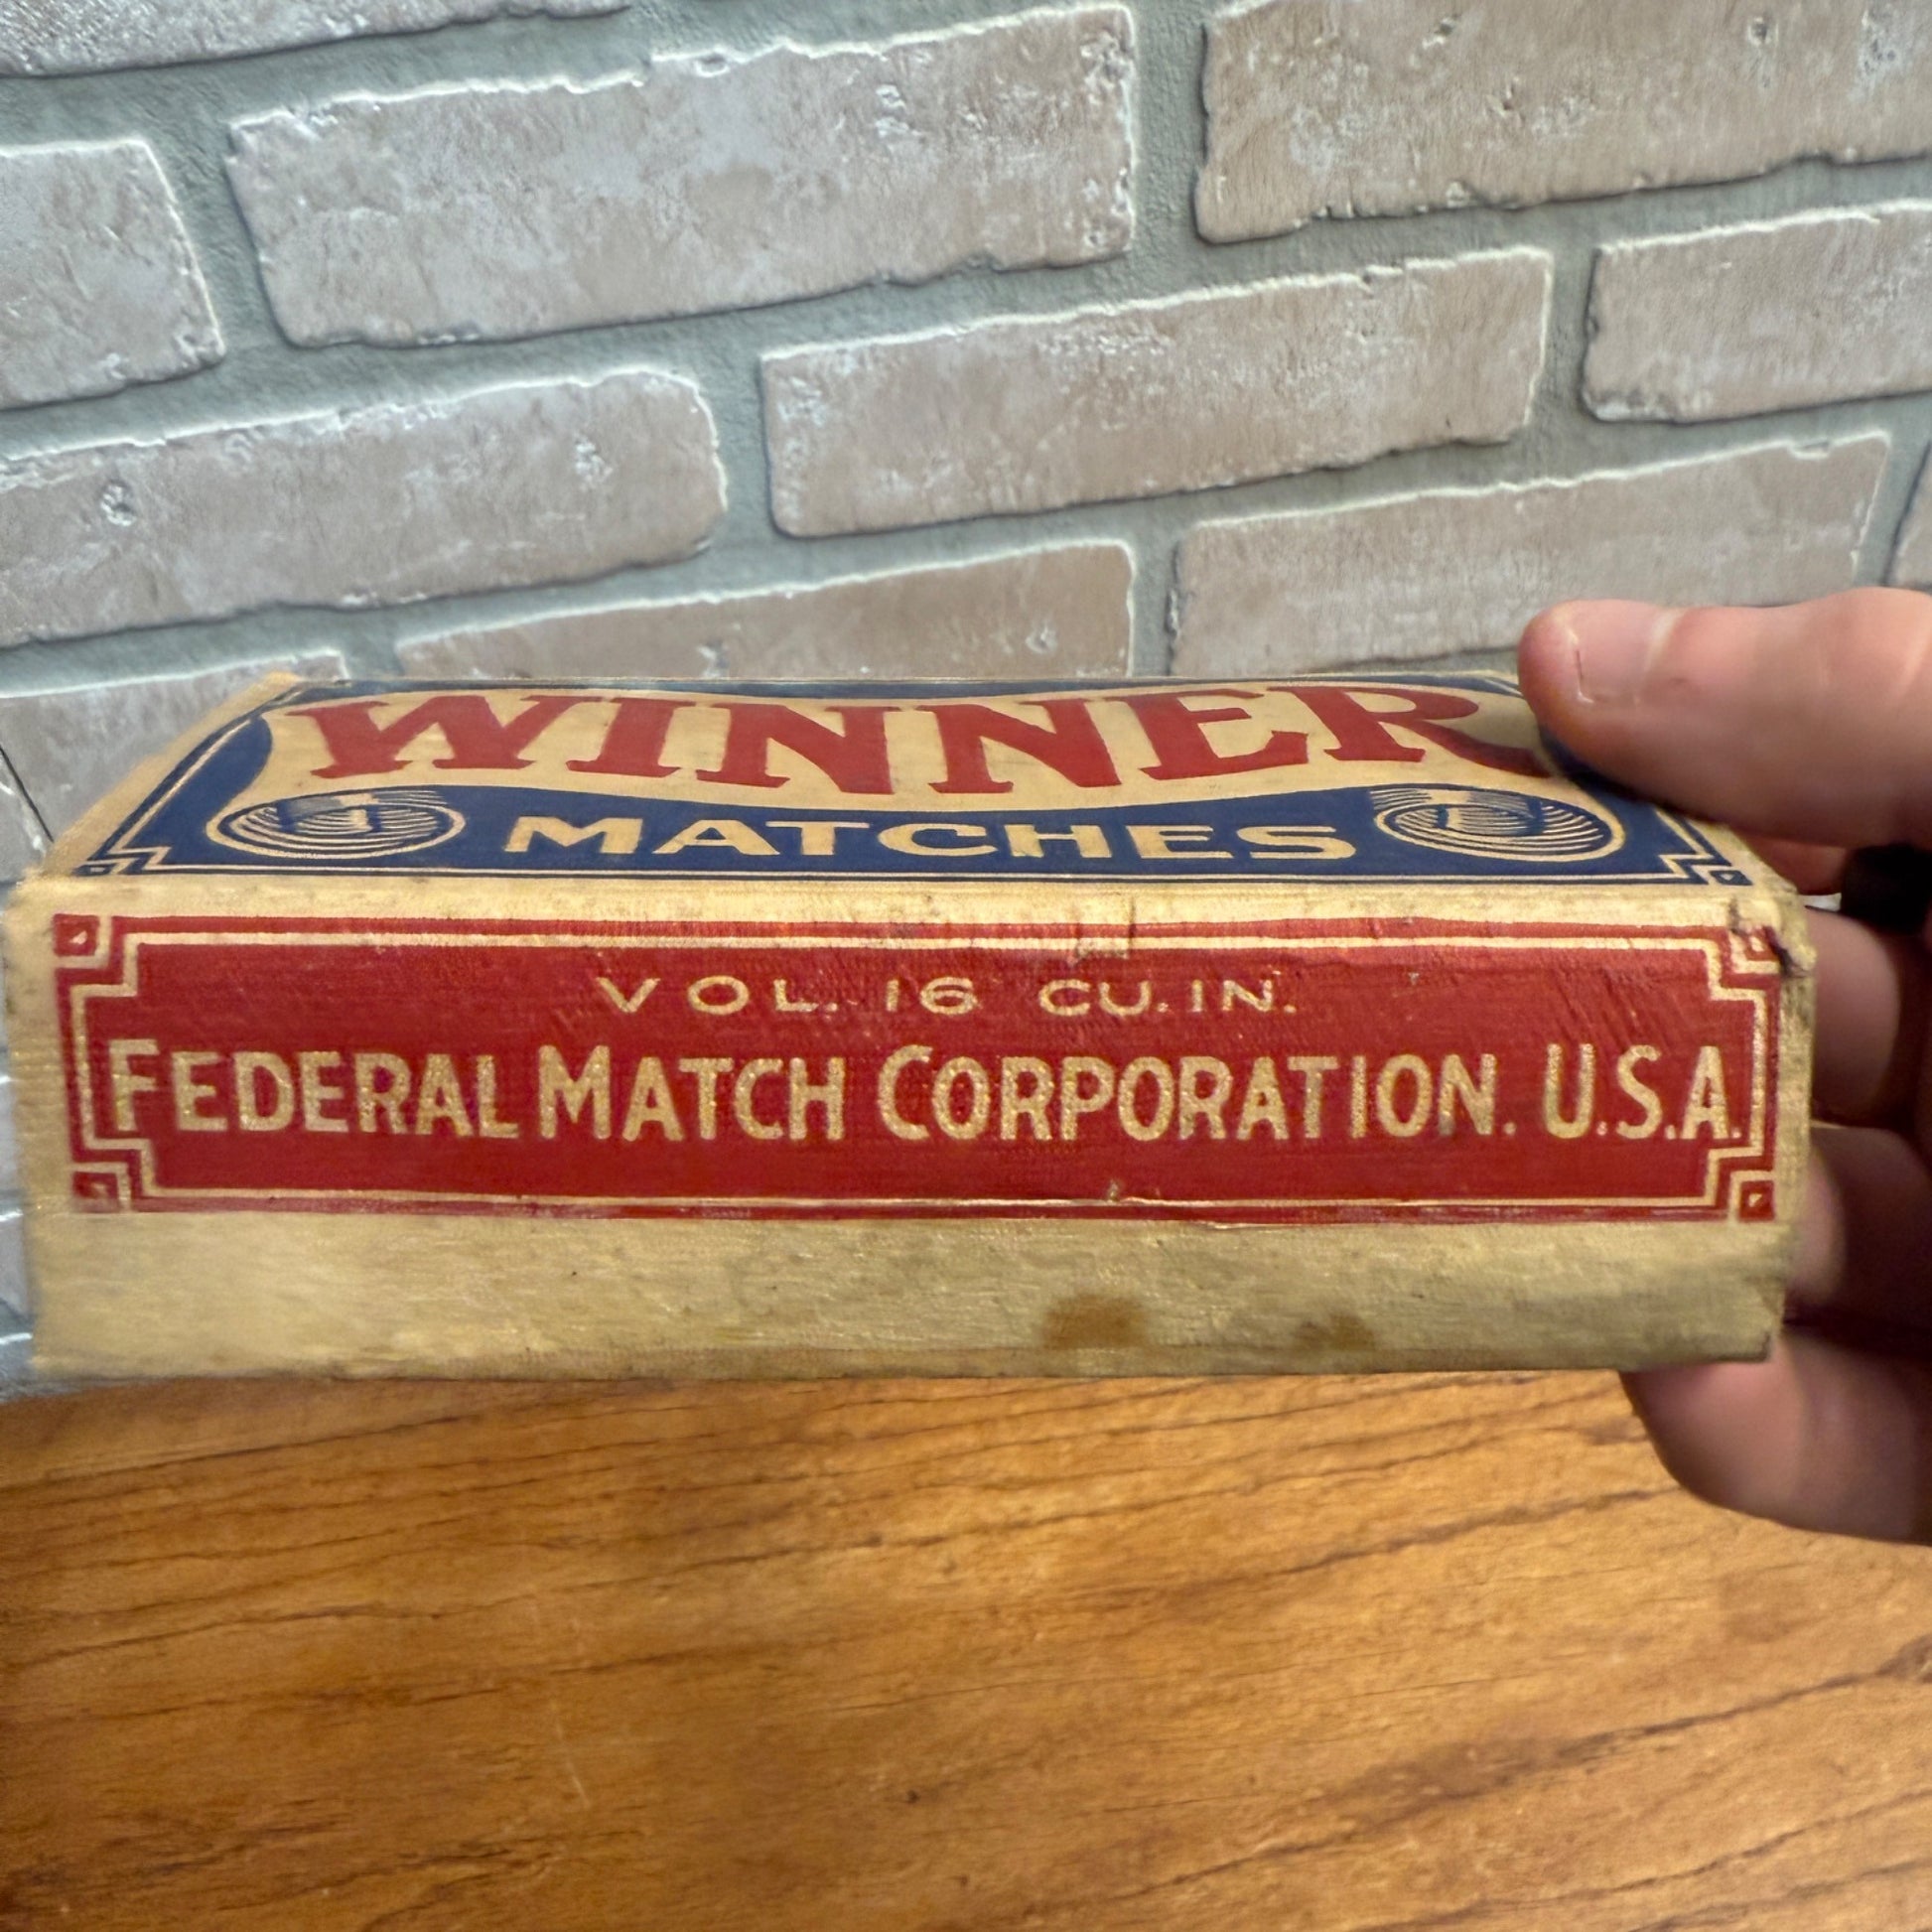 WINNER
MATCHES
VOL. 16 CU.IN.
FEDERAL MATCH CORPORATION. U.S.A.